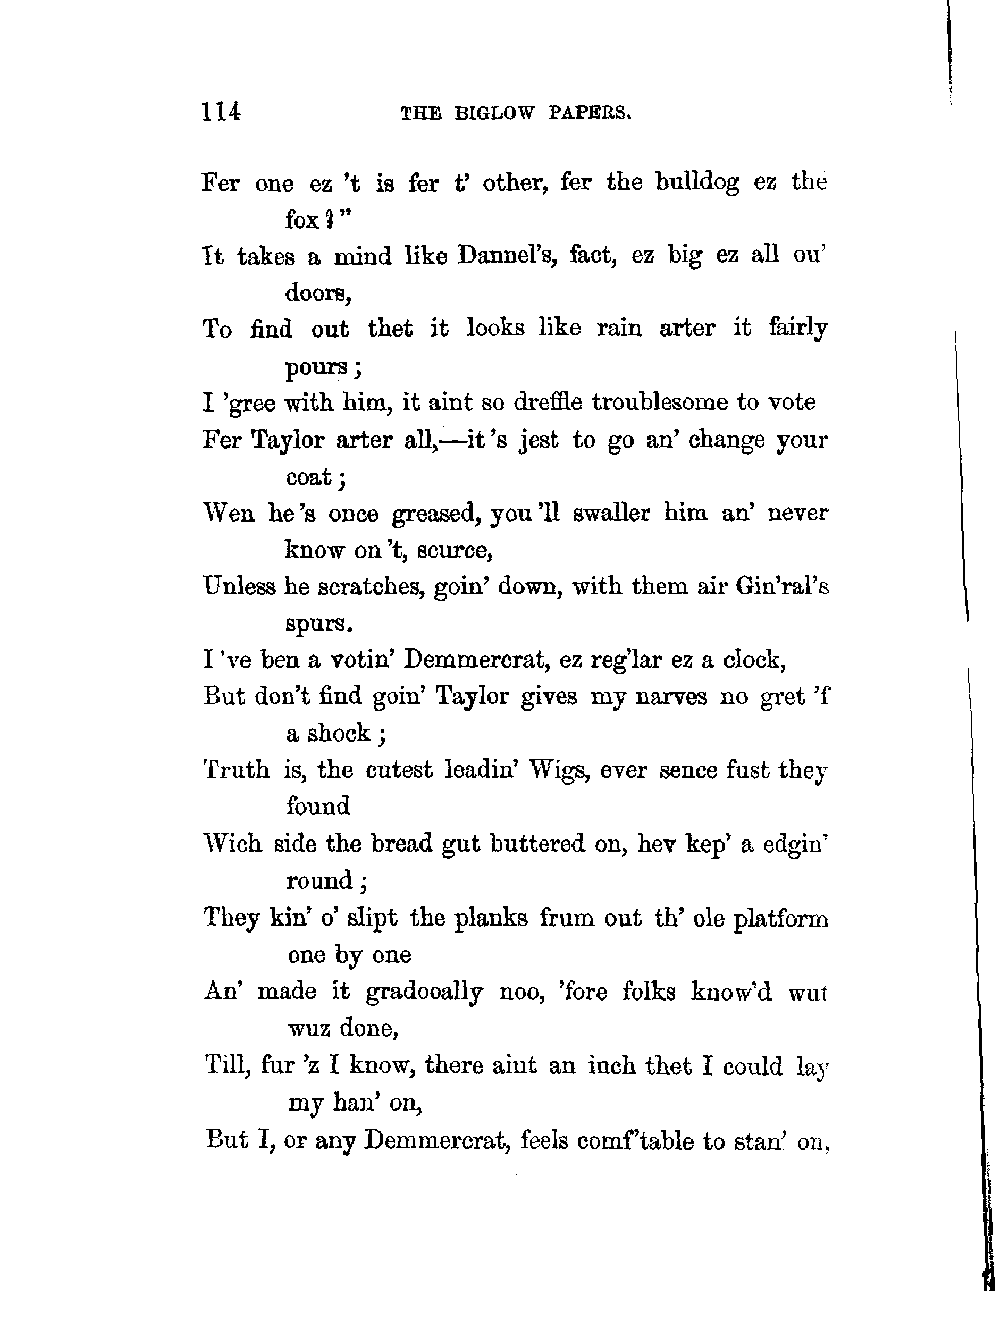 114 THE BIGLOW PAPERS.
Fer one ez 't is fer t' other, fer the bulldog ez the
fox?”
It takes a mind like Dannel's, fact, ez big ez all ou'
doors,
To find out thet it looks like rain arter it fairly
pours;
I 'gree with him, it aint so dreffle troublesome to vote
Fer Taylor arter all,—it 's jest to go an' change your
coat;
Wen he 's once greased, you 'll swaller him an' never
know on 't, scurce,
Unless he scratches, goin' down, with them air Gin'ral's
spurs.
I 've ben a votin' Demmercrat, ez reg'lar ez a clock,
But don't find goin' Taylor gives my narves no gret 'f
a shock;
Truth is, the cutest leadin' Wigs, ever sence fust they
found
Wich side the bread gut buttered on, hev kep' a edgin'
round;
They kin' o' slipt the planks frum out th' ole platform
one by one
An' made it gradooally noo, 'fore folks know'd wut
wuz done,
Till, fur 'z I know, there aint an inch thet I could lay
my han' on,
But I, or any Demmercrat, feels comf'table to stan' on,